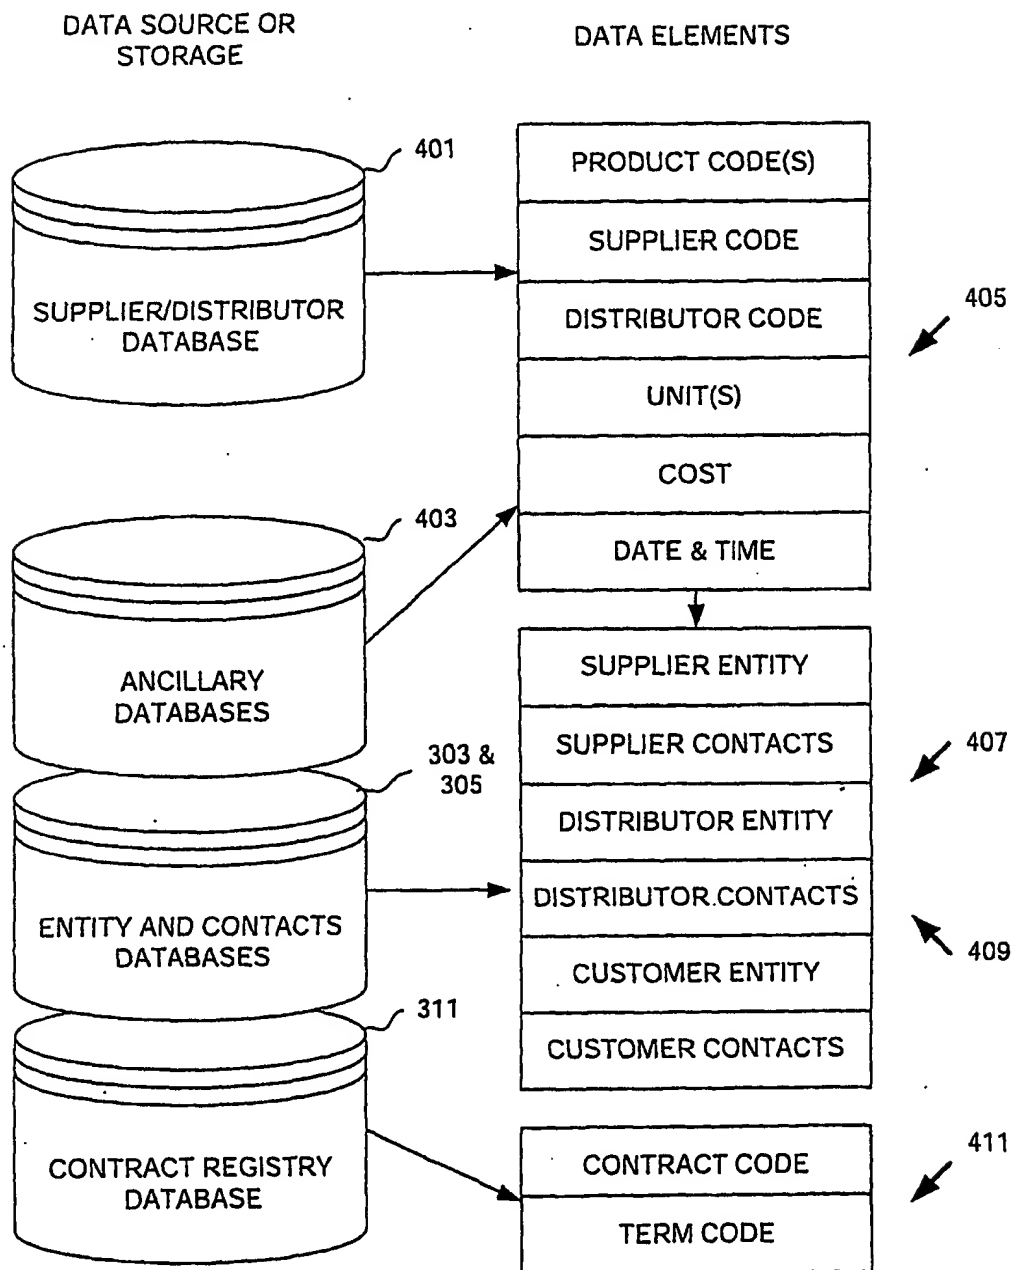 DATA SOURCE OR
STORAGE
DATA ELEMENTS
401
SUPPLIER/DISTRIBUTOR
DATABASE
PRODUCT CODE(S)
SUPPLIER CODE
DISTRIBUTOR CODE
UNIT(S)
COST
DATE & TIME
405
403
ANCILLARY
DATABASES
303 &
305
ENTITY AND CONTACTS
DATABASES
SUPPLIER ENTITY
SUPPLIER CONTACTS
DISTRIBUTOR ENTITY
DISTRIBUTOR CONTACTS
CUSTOMER ENTITY
CUSTOMER CONTACTS
407
409
311
CONTRACT REGISTRY
DATABASE
CONTRACT CODE
TERM CODE
411